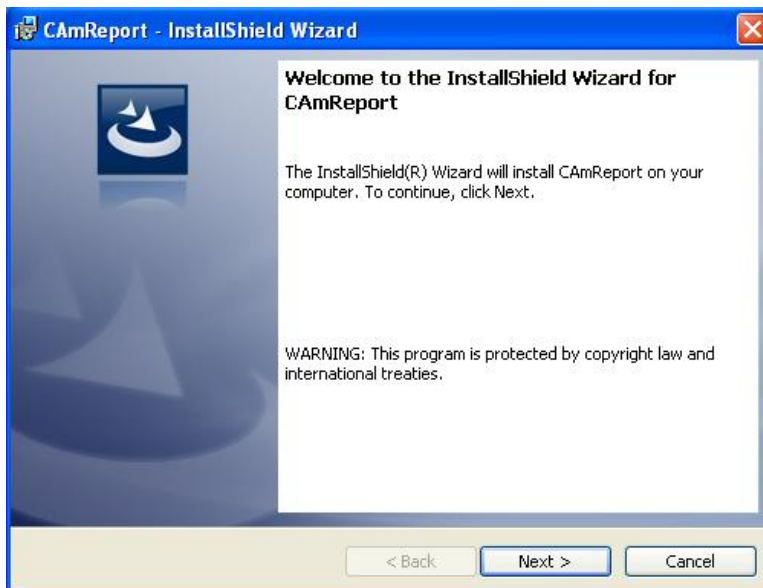 CAmReport - InstallShield Wizard
Welcome to the InstallShield Wizard for
CAmReport
The InstallShield(R) Wizard will install CAmReport on your
computer. To continue, click Next.
WARNING: This program is protected by copyright law and
international treaties.
< Back
Next >
Cancel